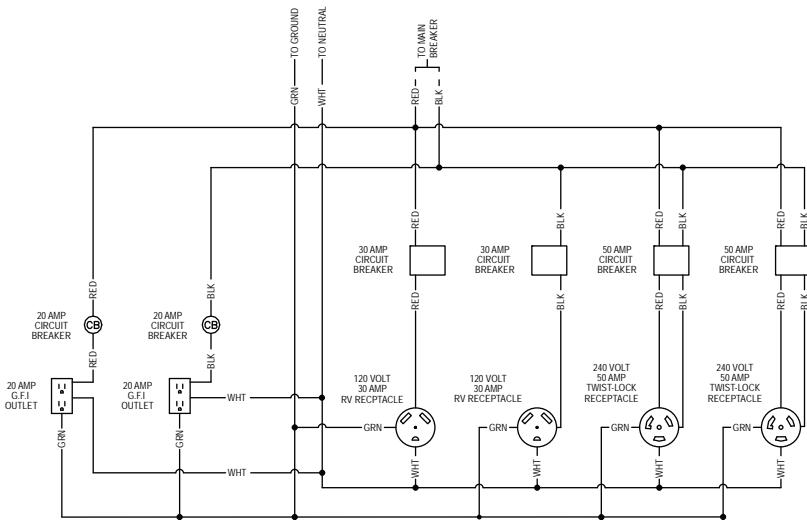 TO GROUND
TO NEUTRAL
TO MAIN
BREAKER
GRN
WHT
RED
BLK
RED
BLK
RED
BLK
RED
BLK
30 AMP
CIRCUIT
BREAKER
30 AMP
CIRCUIT
BREAKER
50 AMP
CIRCUIT
BREAKER
50 AMP
CIRCUIT
BREAKER
RED
BLK
RED
BLK
RED
BLK
RED
BLK
20 AMP
CIRCUIT
BREAKER
CB
20 AMP
CIRCUIT
BREAKER
CB
RED
BLK
20 AMP
G.F.I
OUTLET
20 AMP
G.F.I
OUTLET
WHT
120 VOLT
30 AMP
RV RECPTACLE
120 VOLT
30 AMP
RV RECEPTACLE
240 VOLT
50 AMP
TWIST-LOCK
RECEPTACLE
240 VOLT
50 AMP
TWIST-LOCK
RECEPTACLE
GRN
GRN
GRN
GRN
GRN
GRN
WHT
WHT
WHT
WHT
WHT